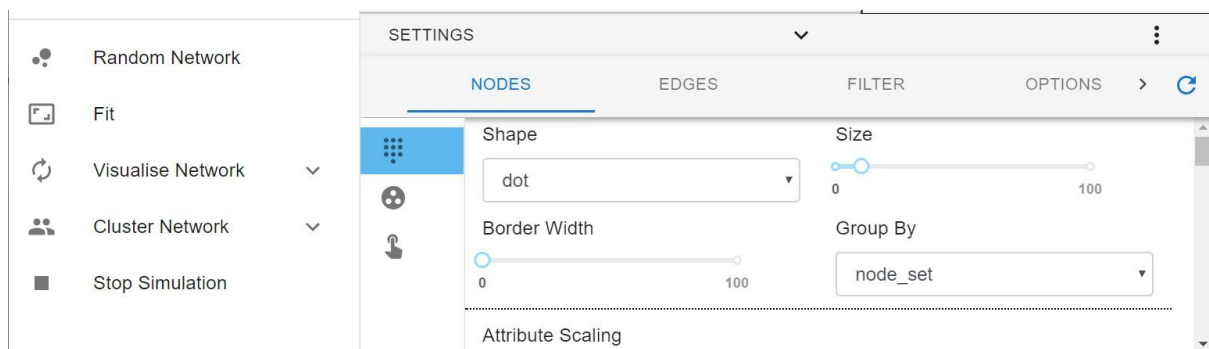 Random Network
Fit
Visualise Network
Cluster Network
Stop Simulation
SETTINGS
NODES EDGES FILTER OPTIONS
Shape
dot
Size
0 100
Border Width
0 100
Group By
node_set
Attribute Scaling